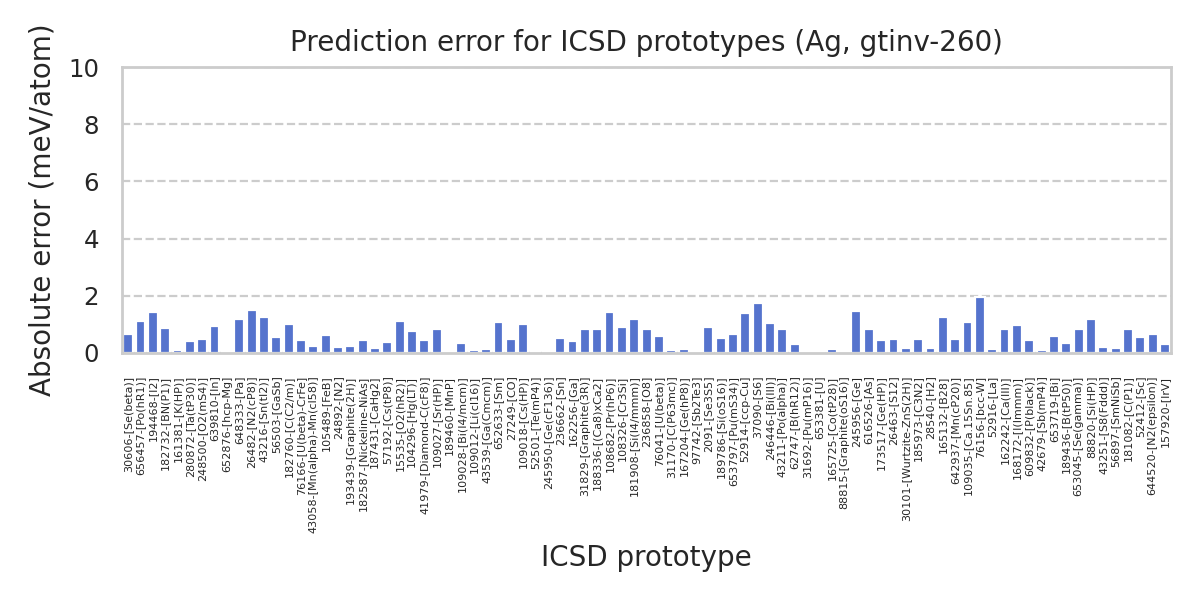 Prediction error for ICSD prototypes (Ag, gtinv-260)
Absolute error (meV/atom)
10
8
6
4
2
0
30606-[Se(beta)]
656457-[Po(hR1)]
194468-[I2]
182732-[BN(P1)]
161381-[K(HP)]
280872-[Ta(tP30)]
248500-[O2(mS4)]
639810-[In]
652876-[hcp-Mg]
648333-[Pa]
26482-[N2(cP8)]
43216-[Sn(tI2)]
56503-[GaSb]
182760-[C(C2/m)]
76166-[U(beta)-CrFe]
43058-[Mn(alpha)-Mn(cI58)]
105489-[FeB]
24892-[N2]
193439-[Graphite(2H)]
182587-[Nickeline-NiAs]
187431-[CaHg2]
57192-[Cs(tP8)]
15535-[O2(hR2)]
104296-[Hg(LT)]
41979-[Diamond-C(cF8)]
109027-[Sr(HP)]
189460-[MnP]
109028-[Bi(I4/mcm)]
109012-[Li(cI16)]
43539-[Ga(Cmcm)]
652633-[Sm]
27249-[CO]
109018-[Cs(HP)]
52501-[Te(mP4)]
245950-[Ge(cF136)]
236662-[Sn]
162256-[Ga]
31829-[Graphite(3R)]
188336-[(Ca8)xCa2]
108682-[Pr(hP6)]
108326-[Cr3Si]
181908-[Si(I4/mmm)]
236858-[O8]
76041-[U(beta)]
31170-[C(P63mc)]
167204-[Ge(hP8)]
97742-[Sb2Te3]
2091-[Se3S5]
189786-[Si(oS16)]
653797-[Pu(mS34)]
52914-[ccp-Cu]
37090-[S6]
246446-[Bi(III)]
43211-[Po(alpha)]
62747-[B(hR12)]
31692-[Pu(mP16)]
653381-[U]
165725-[Co(tP28)]
88815-[Graphite(oS16)]
245956-[Ge]
616526-[As]
173517-[Ge(HP)]
26463-[S12]
30101-[Wurtzite-ZnS(2H)]
185973-[C3N2]
28540-[H2]
165132-[B28]
642937-[Mn(cP20)]
109035-[Ca.15Sn.85]
76156-[bcc-W]
52916-[La]
162242-[Ca(III)]
168172-[I(Immm)]
609832-[P(black)]
42679-[Sb(mP4)]
653719-[Bi]
189436-[B(tP50)]
653045-[Se(gamma)]
88820-[Si(HP)]
43251-[S8(Fddd)]
56897-[SmNiSb]
181082-[C(P1)]
52412-[Sc]
644520-[N2(epsilon)]
157920-[IrV]
ICSD prototype